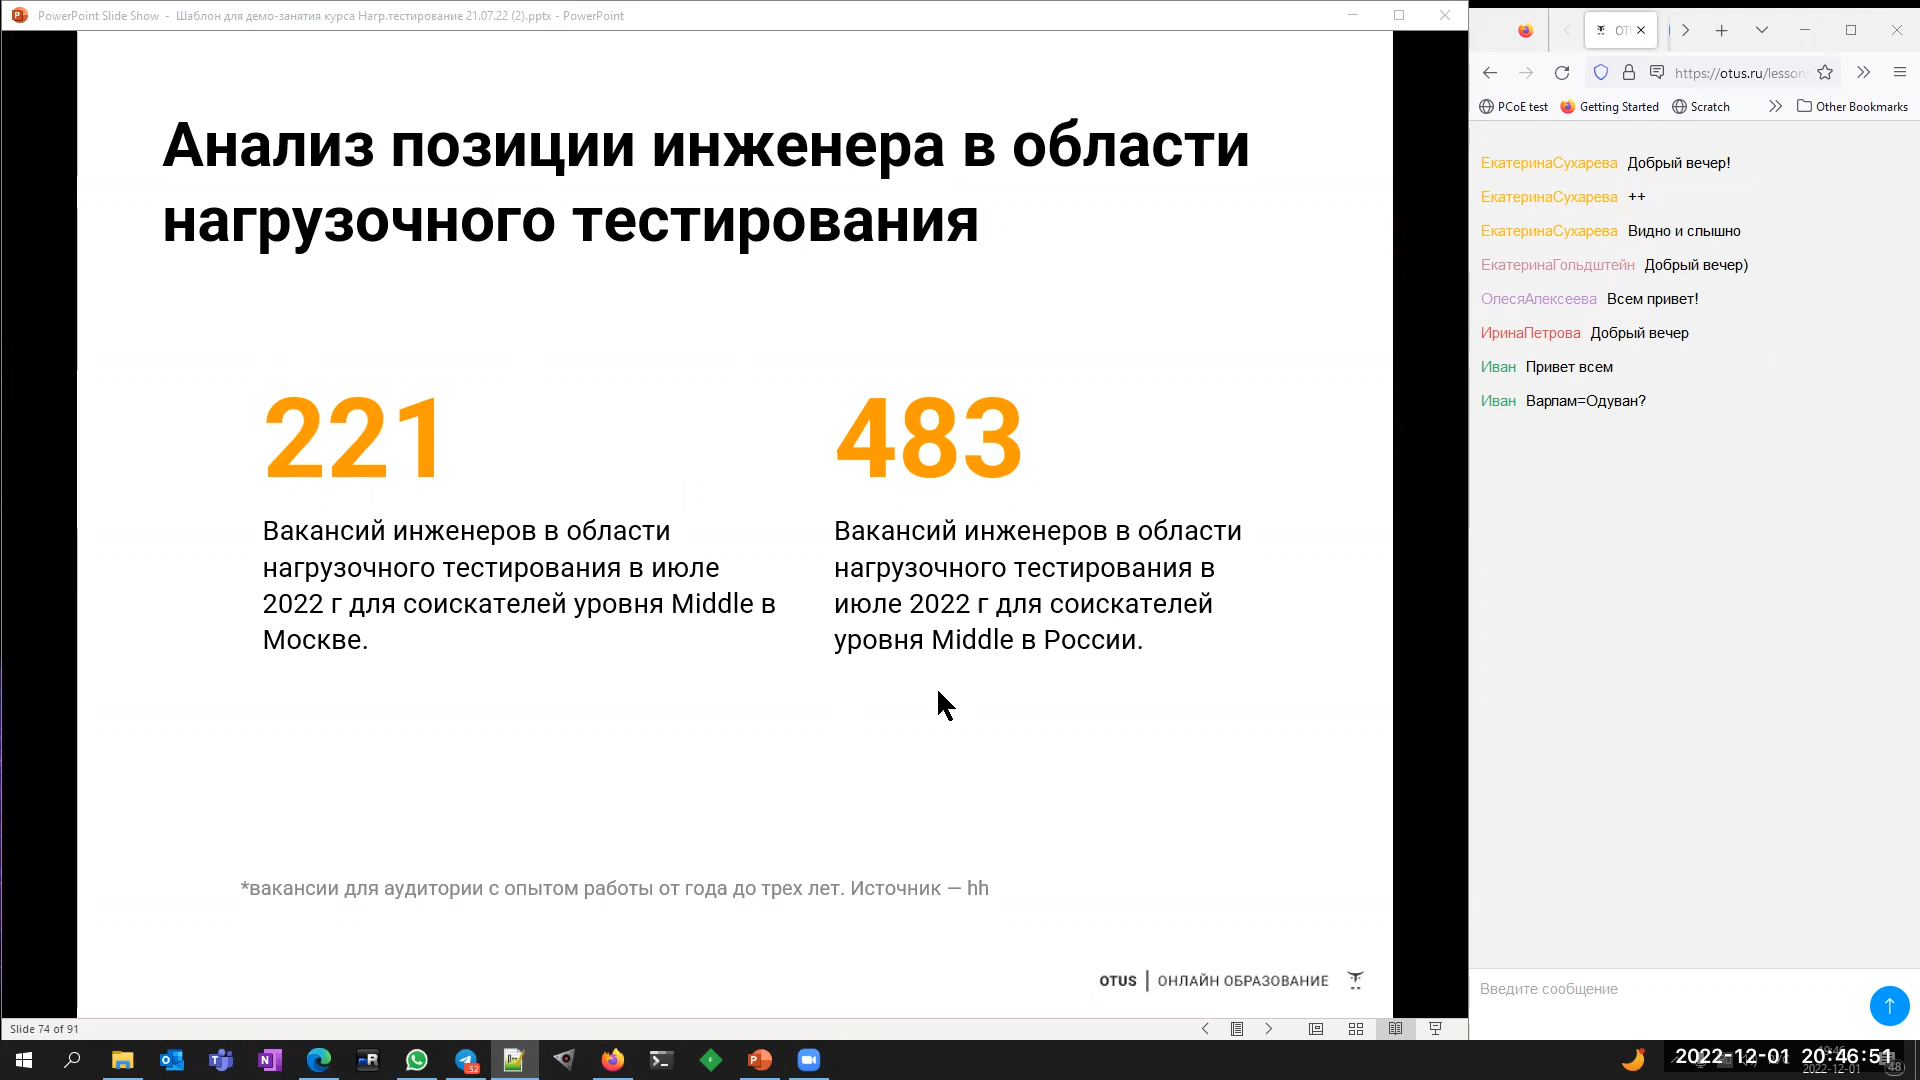 PowerPoint Slide Show - Шаблон для демо-занятия курса Нагр.тестирование 21.07.22 (2).pptx - PowerPoint
Анализ позиции инженера в области
нагрузочного тестирования
221
Вакансий инженеров в области
нагрузочного тестирования в июле
2022 г для соискателей уровня Middle в
Москве.
483
Вакансий инженеров в области
нагрузочного тестирования в
июле 2022 г для соискателей
уровня Middle в России.
*вакансии для аудитории с опытом работы от года до трех лет. Источник — hh
OTUS | ОНЛАЙН ОБРАЗОВАНИЕ
Slide 74 of 91
https://otus.ru/lesson
PCoE test Getting Started Scratch Other Bookmarks
ЕкатеринаСухарева Добрый вечер!
ЕкатеринаСухарева ++
ЕкатеринаСухарева Видно и слышно
ЕкатеринаГольдштейн Добрый вечер)
ОлесяАлексеева Всем привет!
ИринаПетрова Добрый вечер
Иван Привет всем
Иван Варлам=Одуван?
Введите сообщение
2022-12-01 20:46:51
2022-12-01